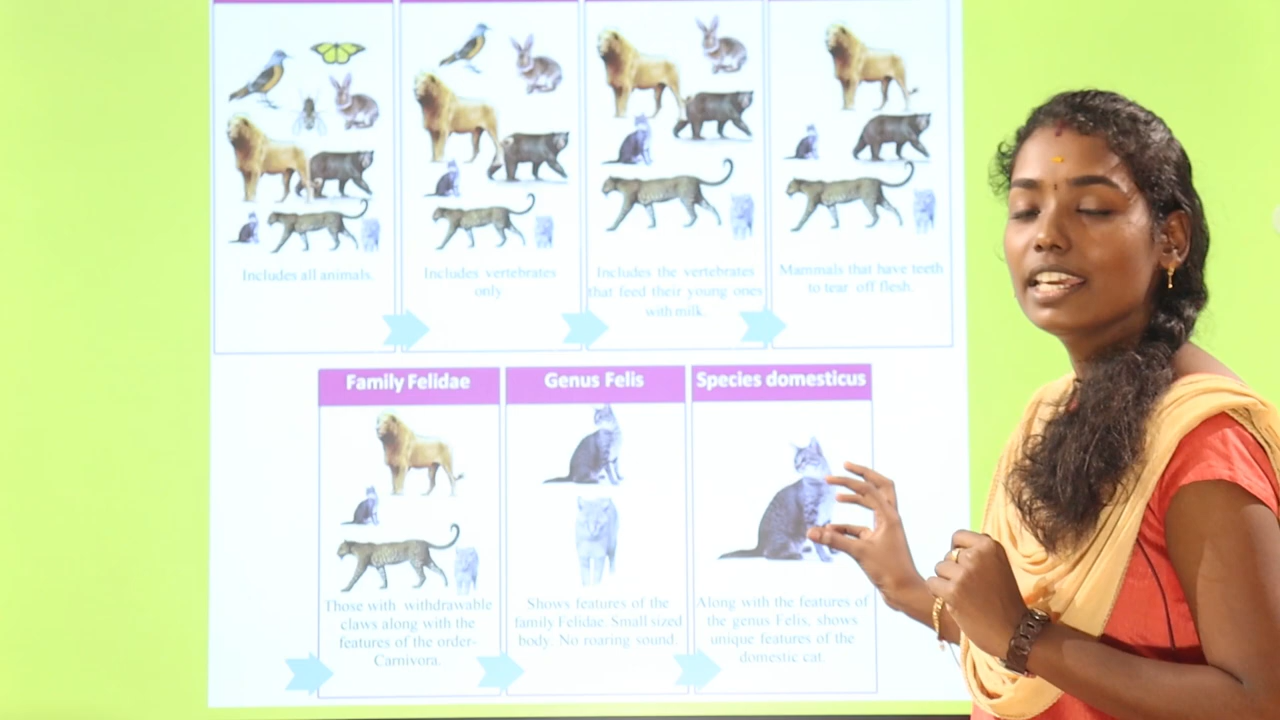 Includes all animals.
Includes vertebrates
only
Includes the vertebrates
that feed their young ones
with milk.
Mammals that have teeth
to tear off flesh.
Family Felidae
Those with withdrawable
claws along with the
features of the order-
Carnivora.
Genus Felis
Shows features of the
family Felidae. Small sized
body. No roaring sound.
Species domesticus
Along with the features of
the genus Felis, shows
unique features of the
domestic cat.